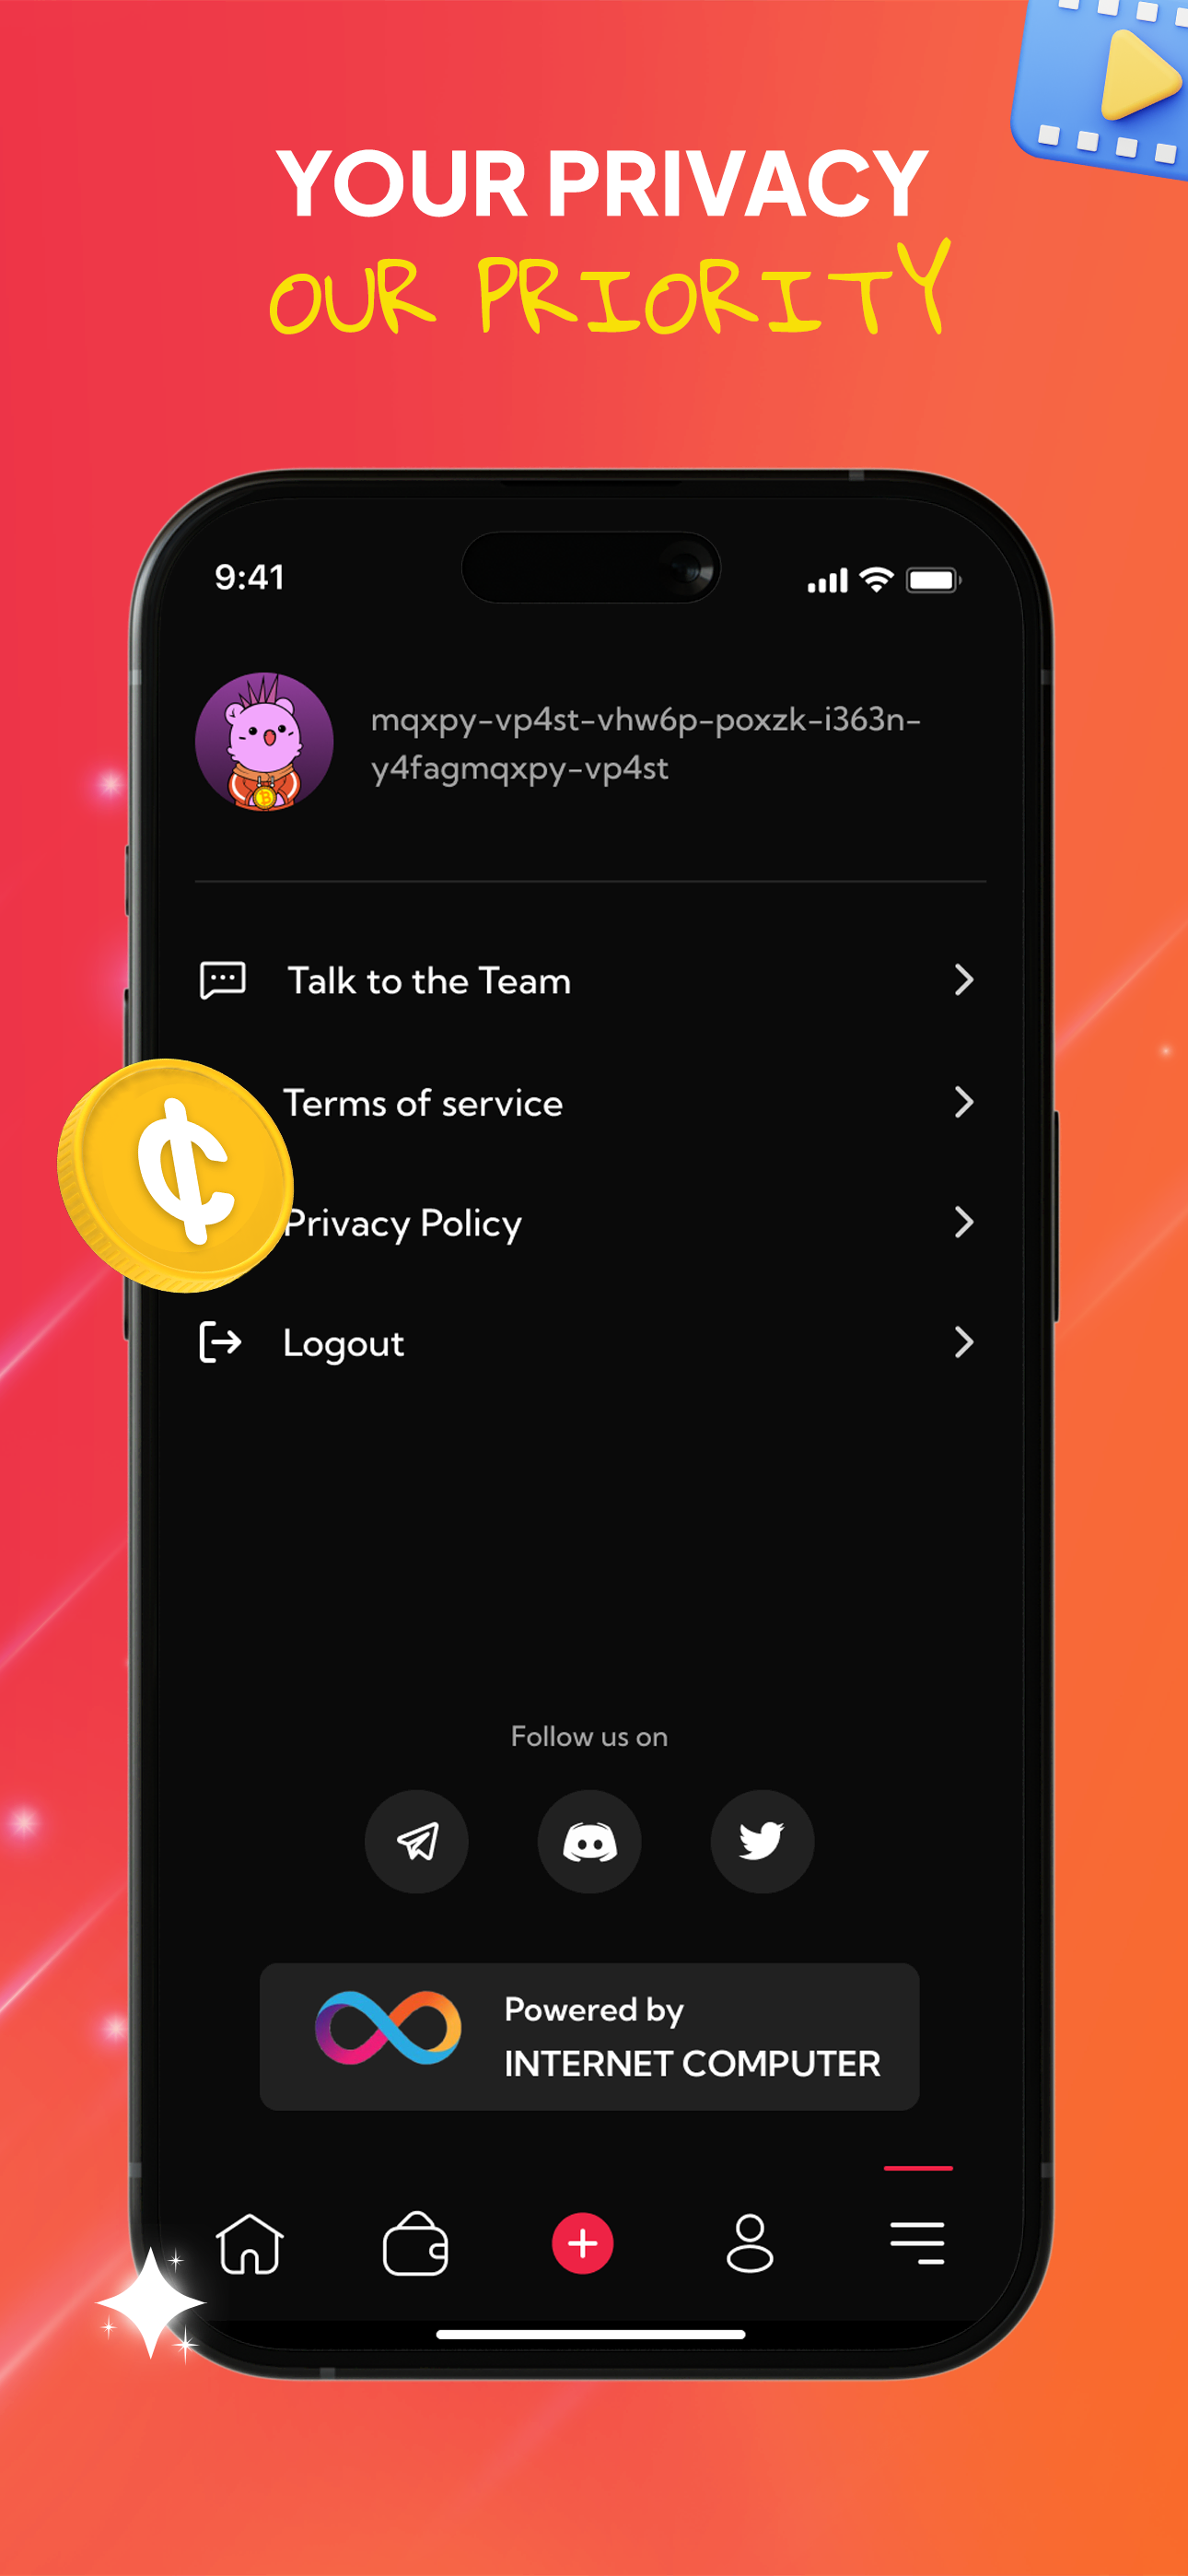 YOUR PRIVACY
OUR PRIORITY
9:41
mqxpy-vp4st-vhw6p-poxzk-i363n-
y4fagmqxpy-vp4st
Talk to the Team
Terms of service
Privacy Policy
Logout
Follow us on
Powered by
INTERNET COMPUTER